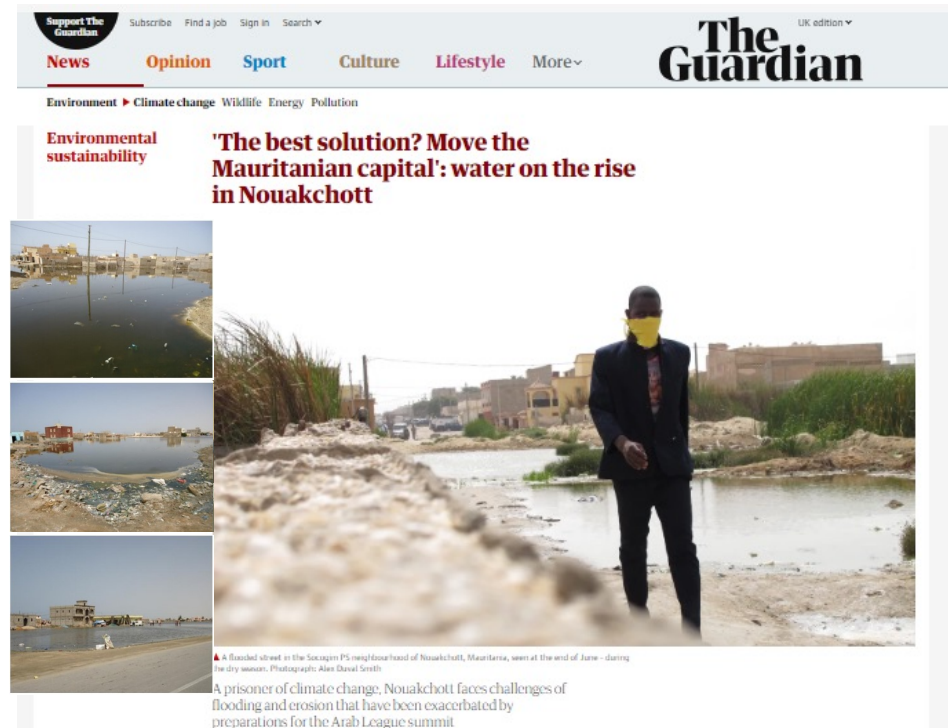 Support The
Guardian
Subscribe Find a job Sign in Search
UK edition
The
Guardian
News Opinion Sport Culture Lifestyle More
Environment Climate change Wildlife Energy Pollution
Environmental
sustainability
'The best solution? Move the
Mauritanian capital': water on the rise
in Nouakchott
A flooded street in the Socogim PS neighbourhood of Nouakchott, Mauritania, seen at the end of June - during
the dry season. Photograph: Alex Duval Smith
A prisoner of climate change, Nouakchott faces challenges of
flooding and erosion that have been exacerbated by
preparations for the Arab League summit